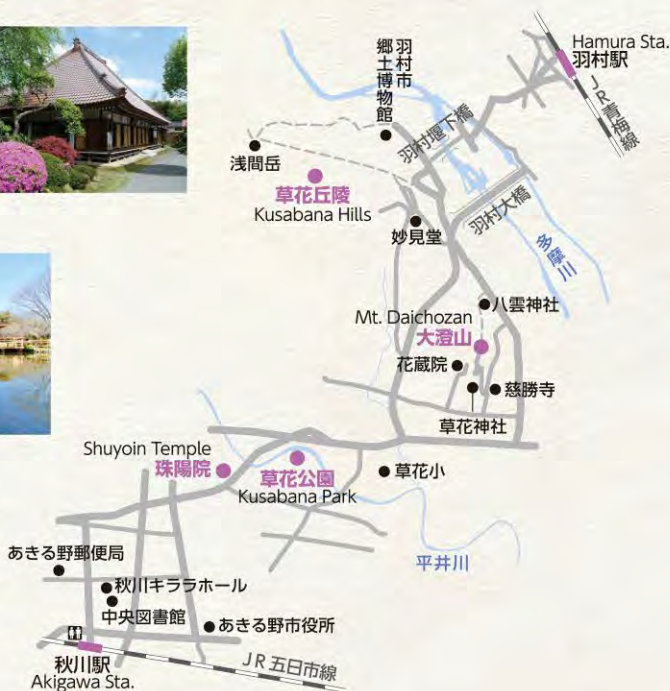 Hamura Sta.
羽村駅
JR青梅線
羽村市
郷土博物館
羽村堰下橋
浅間岳
草花丘陵
Kusabana Hills
羽村大橋
妙見堂
多摩川
八雲神社
Mt. Daichozan
大澄山
花蔵院
慈勝寺
草花神社
Shuyoin Temple
珠陽院
草花公園
Kusabana Park
草花小
平井川
あきる野郵便局
秋川キララホール
中央図書館
あきる野市役所
秋川駅
Akigawa Sta.
JR五日市線